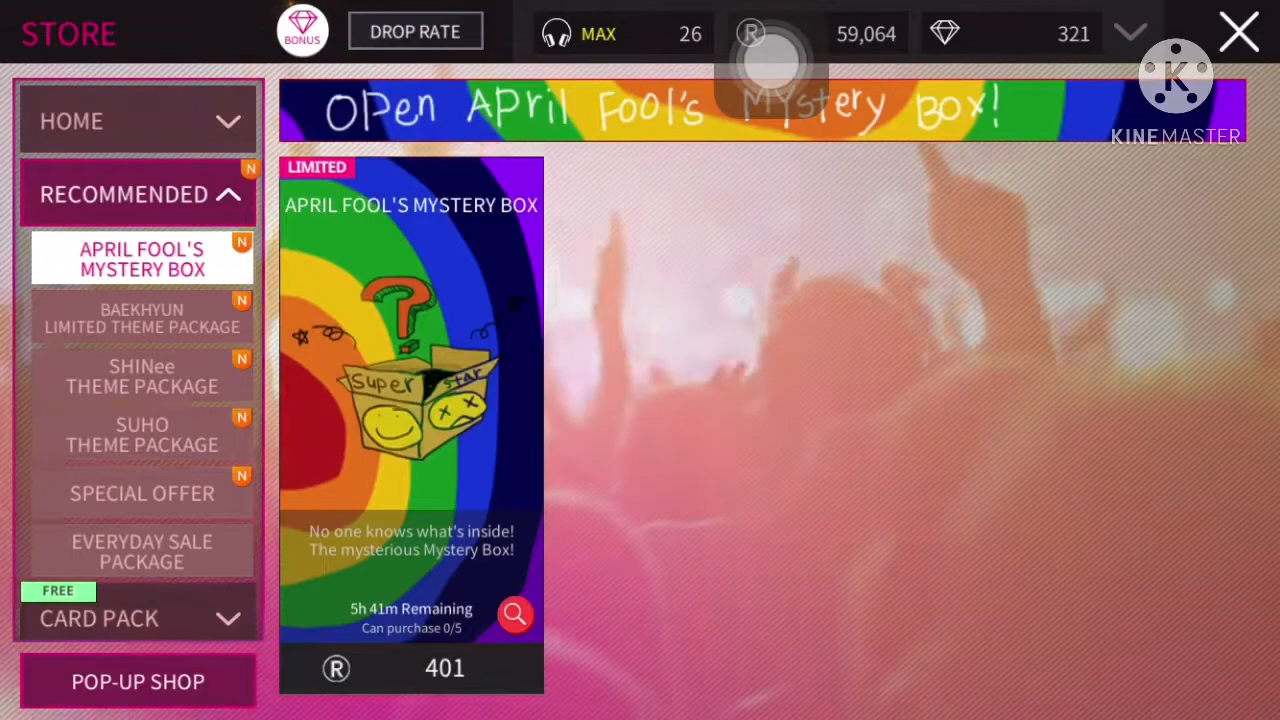 STORE
BONUS
DROP RATE
MAX
26
R
59,064
321
K
KINEMASTER
OPen April Fool's Mystery Box!
HOME
RECOMMENDED
N
APRIL FOOL'S
MYSTERY BOX
N
BAEKHYUN
LIMITED THEME PACKAGE
N
SHINee
THEME PACKAGE
N
SUHO
THEME PACKAGE
N
SPECIAL OFFER
N
EVERYDAY SALE
PACKAGE
FREE
CARD PACK
POP-UP SHOP
LIMITED
APRIL FOOL'S MYSTERY BOX
?
Super Star
No one knows what's inside!
The mysterious Mystery Box!
5h 41m Remaining
Can purchase 0/5
R 401